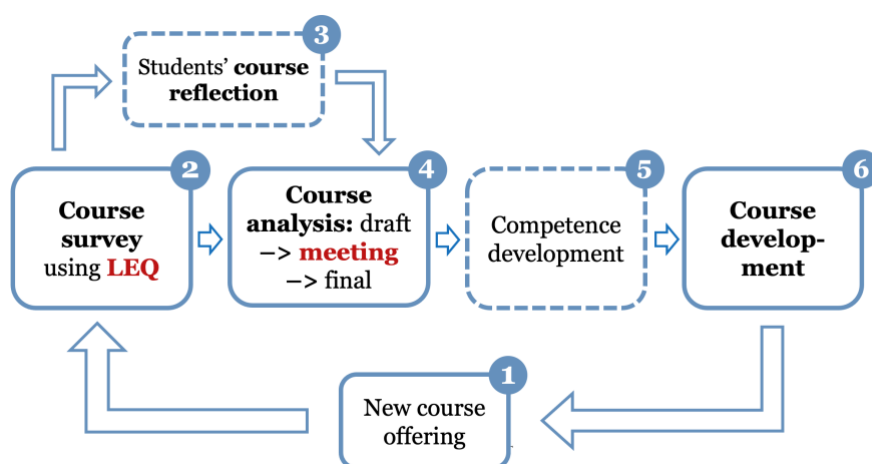 3
Students’ course
reflection
2
Course
survey
using LEQ
4
Course
analysis: draft
–> meeting
–> final
5
Competence
development
6
Course
develop-
ment
1
New course
offering